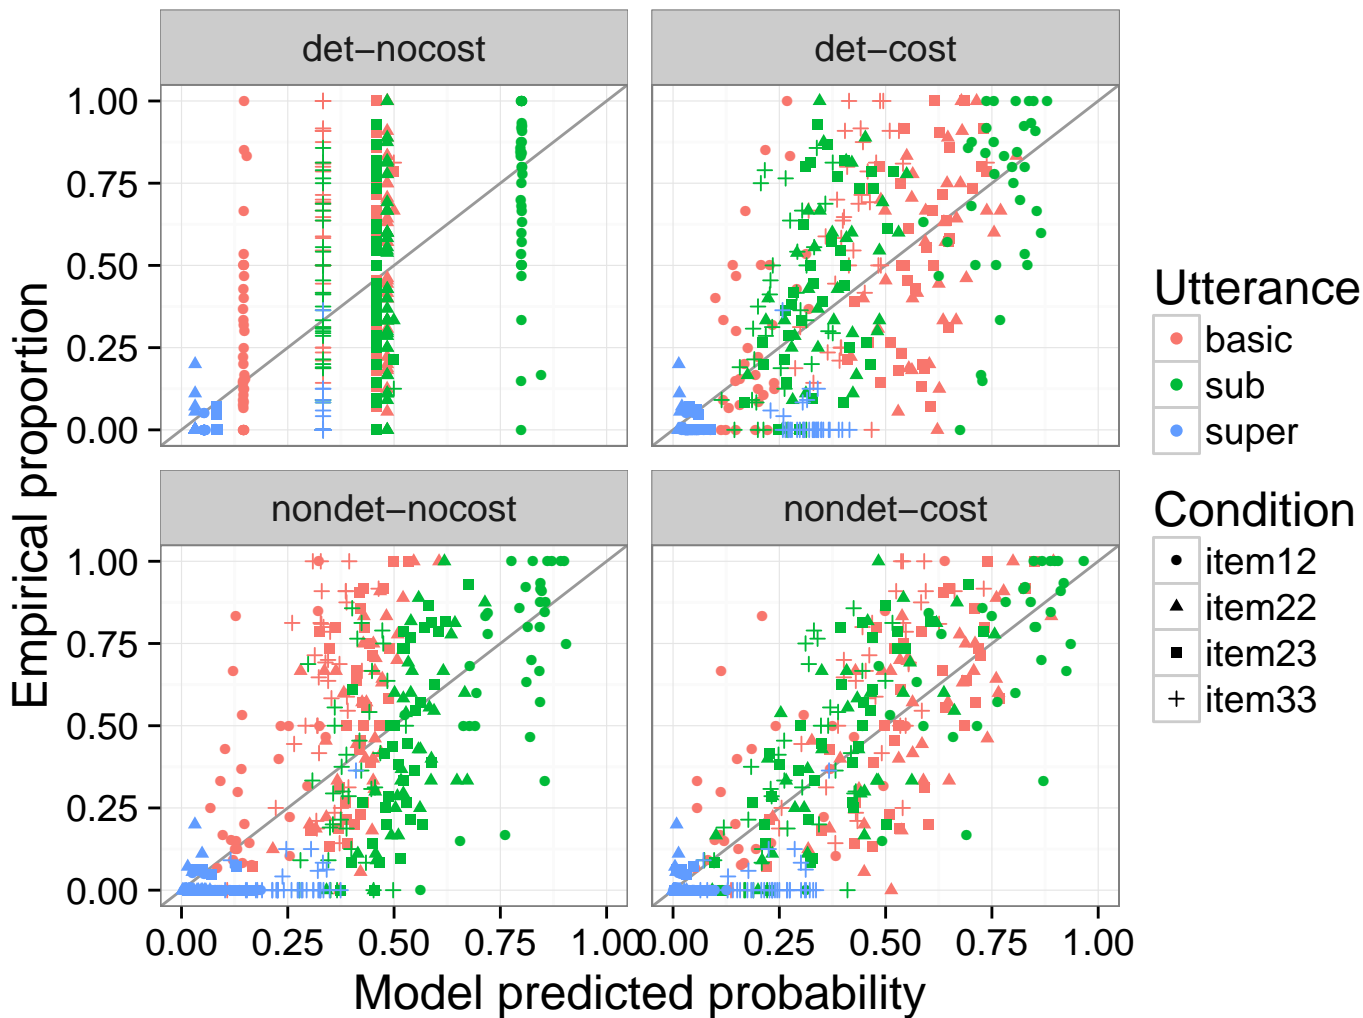 det−nocost
det−cost
1.00
0.75
0.50
0.25
0.00
nondet−nocost
nondet−cost
1.00
0.75
0.50
0.25
0.00
0.00 0.25 0.50 0.75 1.00
0.00 0.25 0.50 0.75 1.00
Model predicted probability
Empirical proportion
Utterance
basic
sub
super
Condition
item12
item22
item23
item33